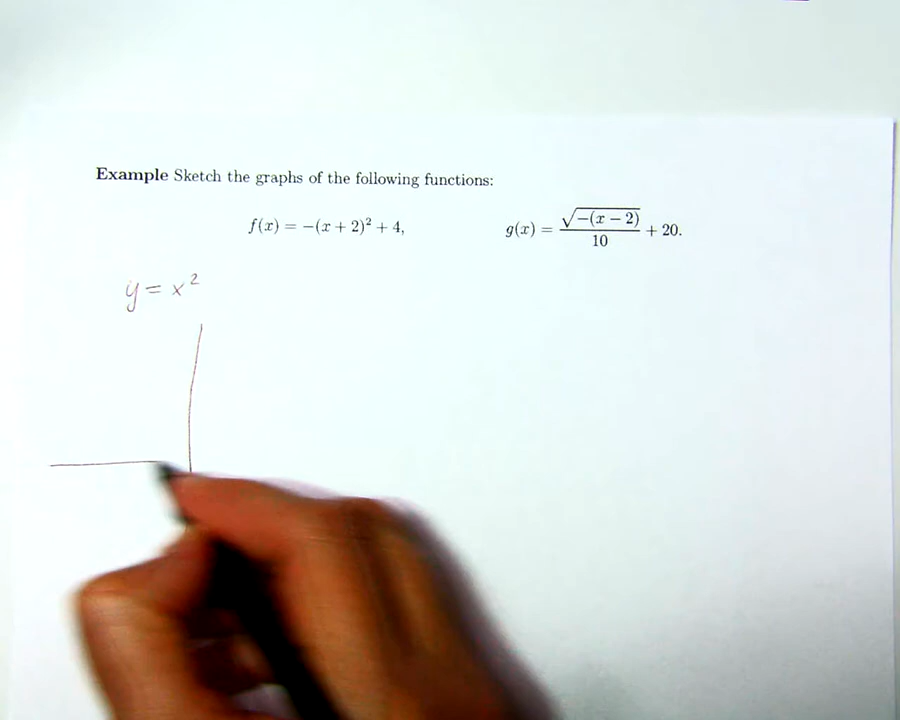 Example Sketch the graphs of the following functions:
f(x) = −(x + 2)² + 4, g(x) = √(−(x − 2))/10 + 20.
y = x²